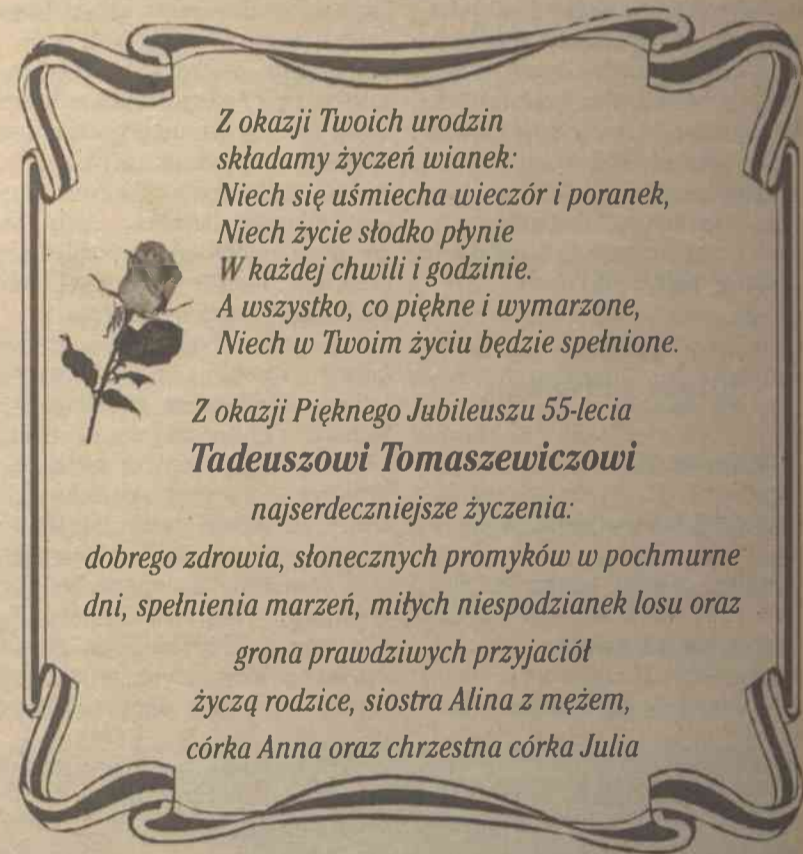 Z okazji Twoich urodzin
składamy życzeń wianek:
Niech się uśmiecha wieczór i poranek,
Niech życie słodko płynie
W każdej chwili i godzinie.
A wszystko, co piękne i wymarzone,
Niech w Twoim życiu będzie spełnione.
Z okazji Pięknego Jubileuszu 55-lecia
Tadeuszowi Tomaszewiczowi
najserdeczniejsze życzenia:
dobrego zdrowia, słonecznych promyków w pochmurne
dni, spełnienia marzeń, miłych niespodzianek losu oraz
grona prawdziwych przyjaciół
życzą rodzice, siostra Alina z mężem,
córka Anna oraz chrzestna córka Julia